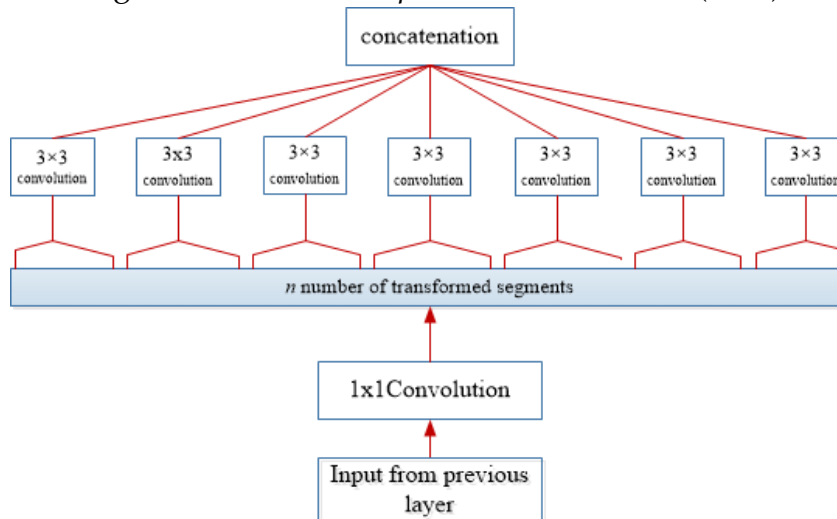 concatenation
3×3
convolution
3x3
convolution
3×3
convolution
3×3
convolution
3×3
convolution
3×3
convolution
3×3
convolution
n number of transformed segments
1x1Convolution
Input from previous
layer